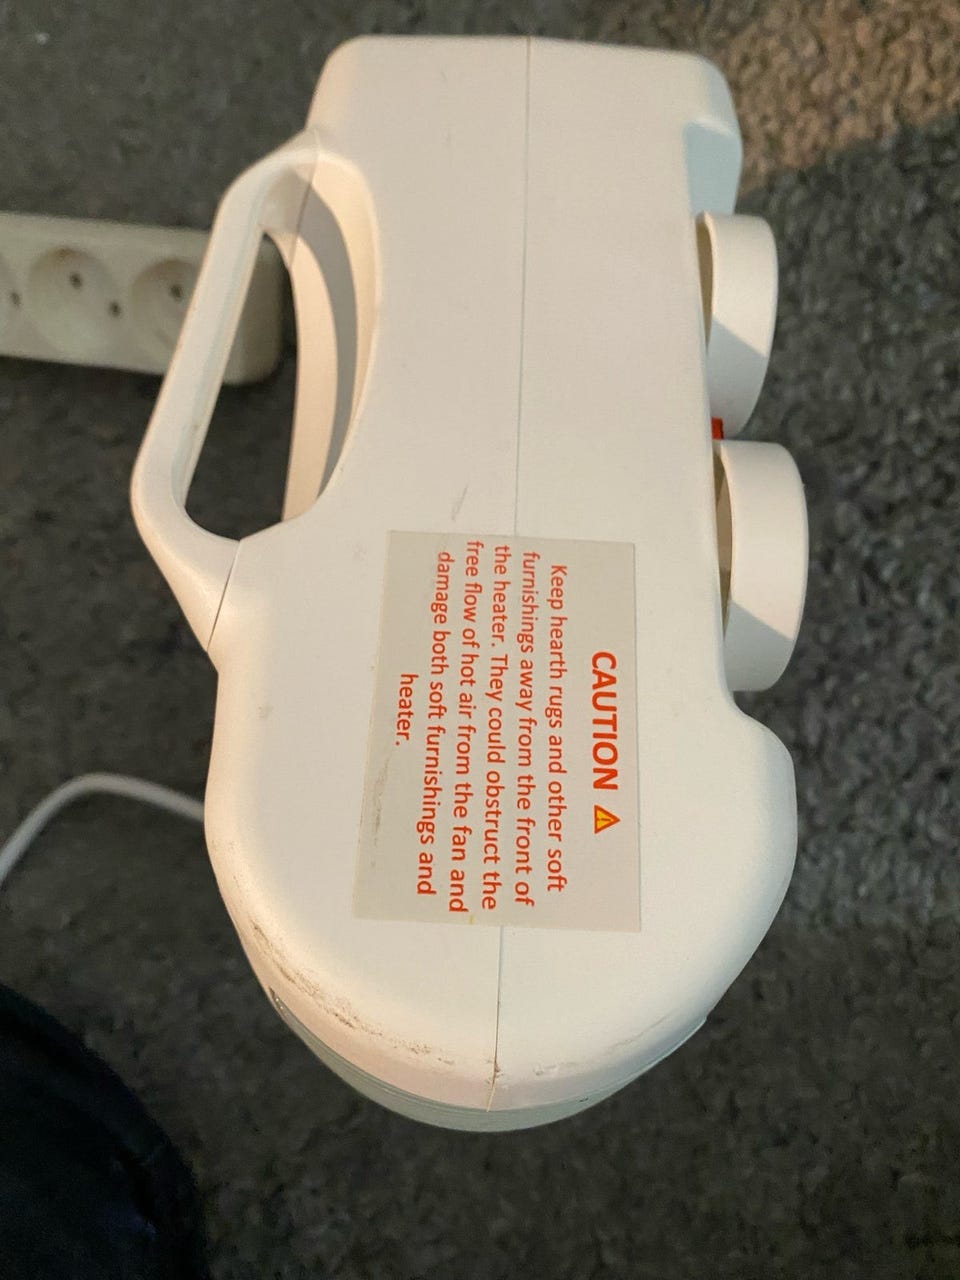 CAUTION ⚠
Keep hearth rugs and other soft
furnishings away from the front of
the heater. They could obstruct the
free flow of hot air from the fan and
damage both soft furnishings and
heater.